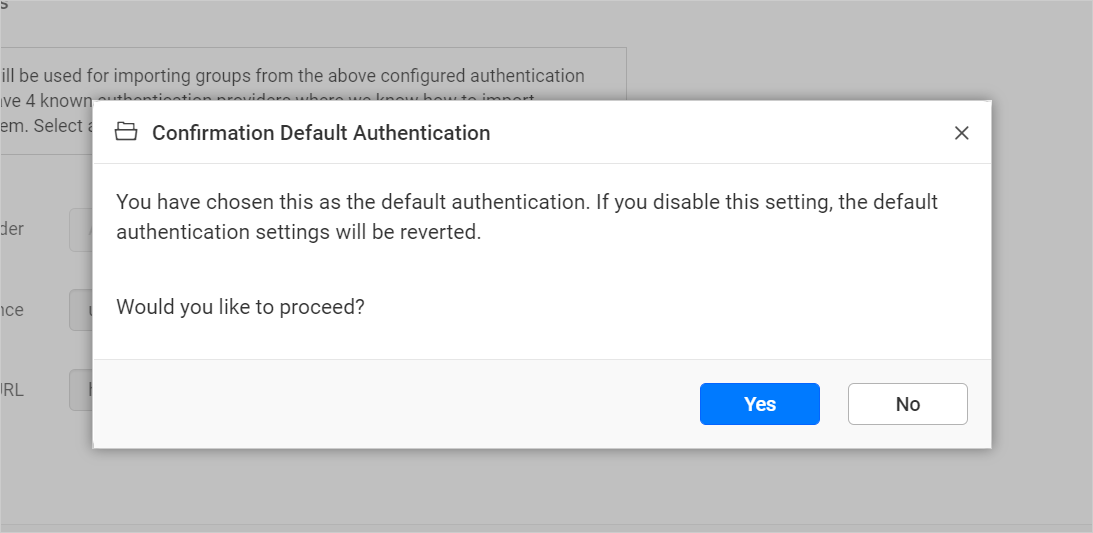 s
ill be used for importing groups from the above configured authentication
ave 4 known authentication providers where we know how to import
em. Select a
Confirmation Default Authentication
You have chosen this as the default authentication. If you disable this setting, the default
authentication settings will be reverted.
der
nce
Would you like to proceed?
URL
Yes
No